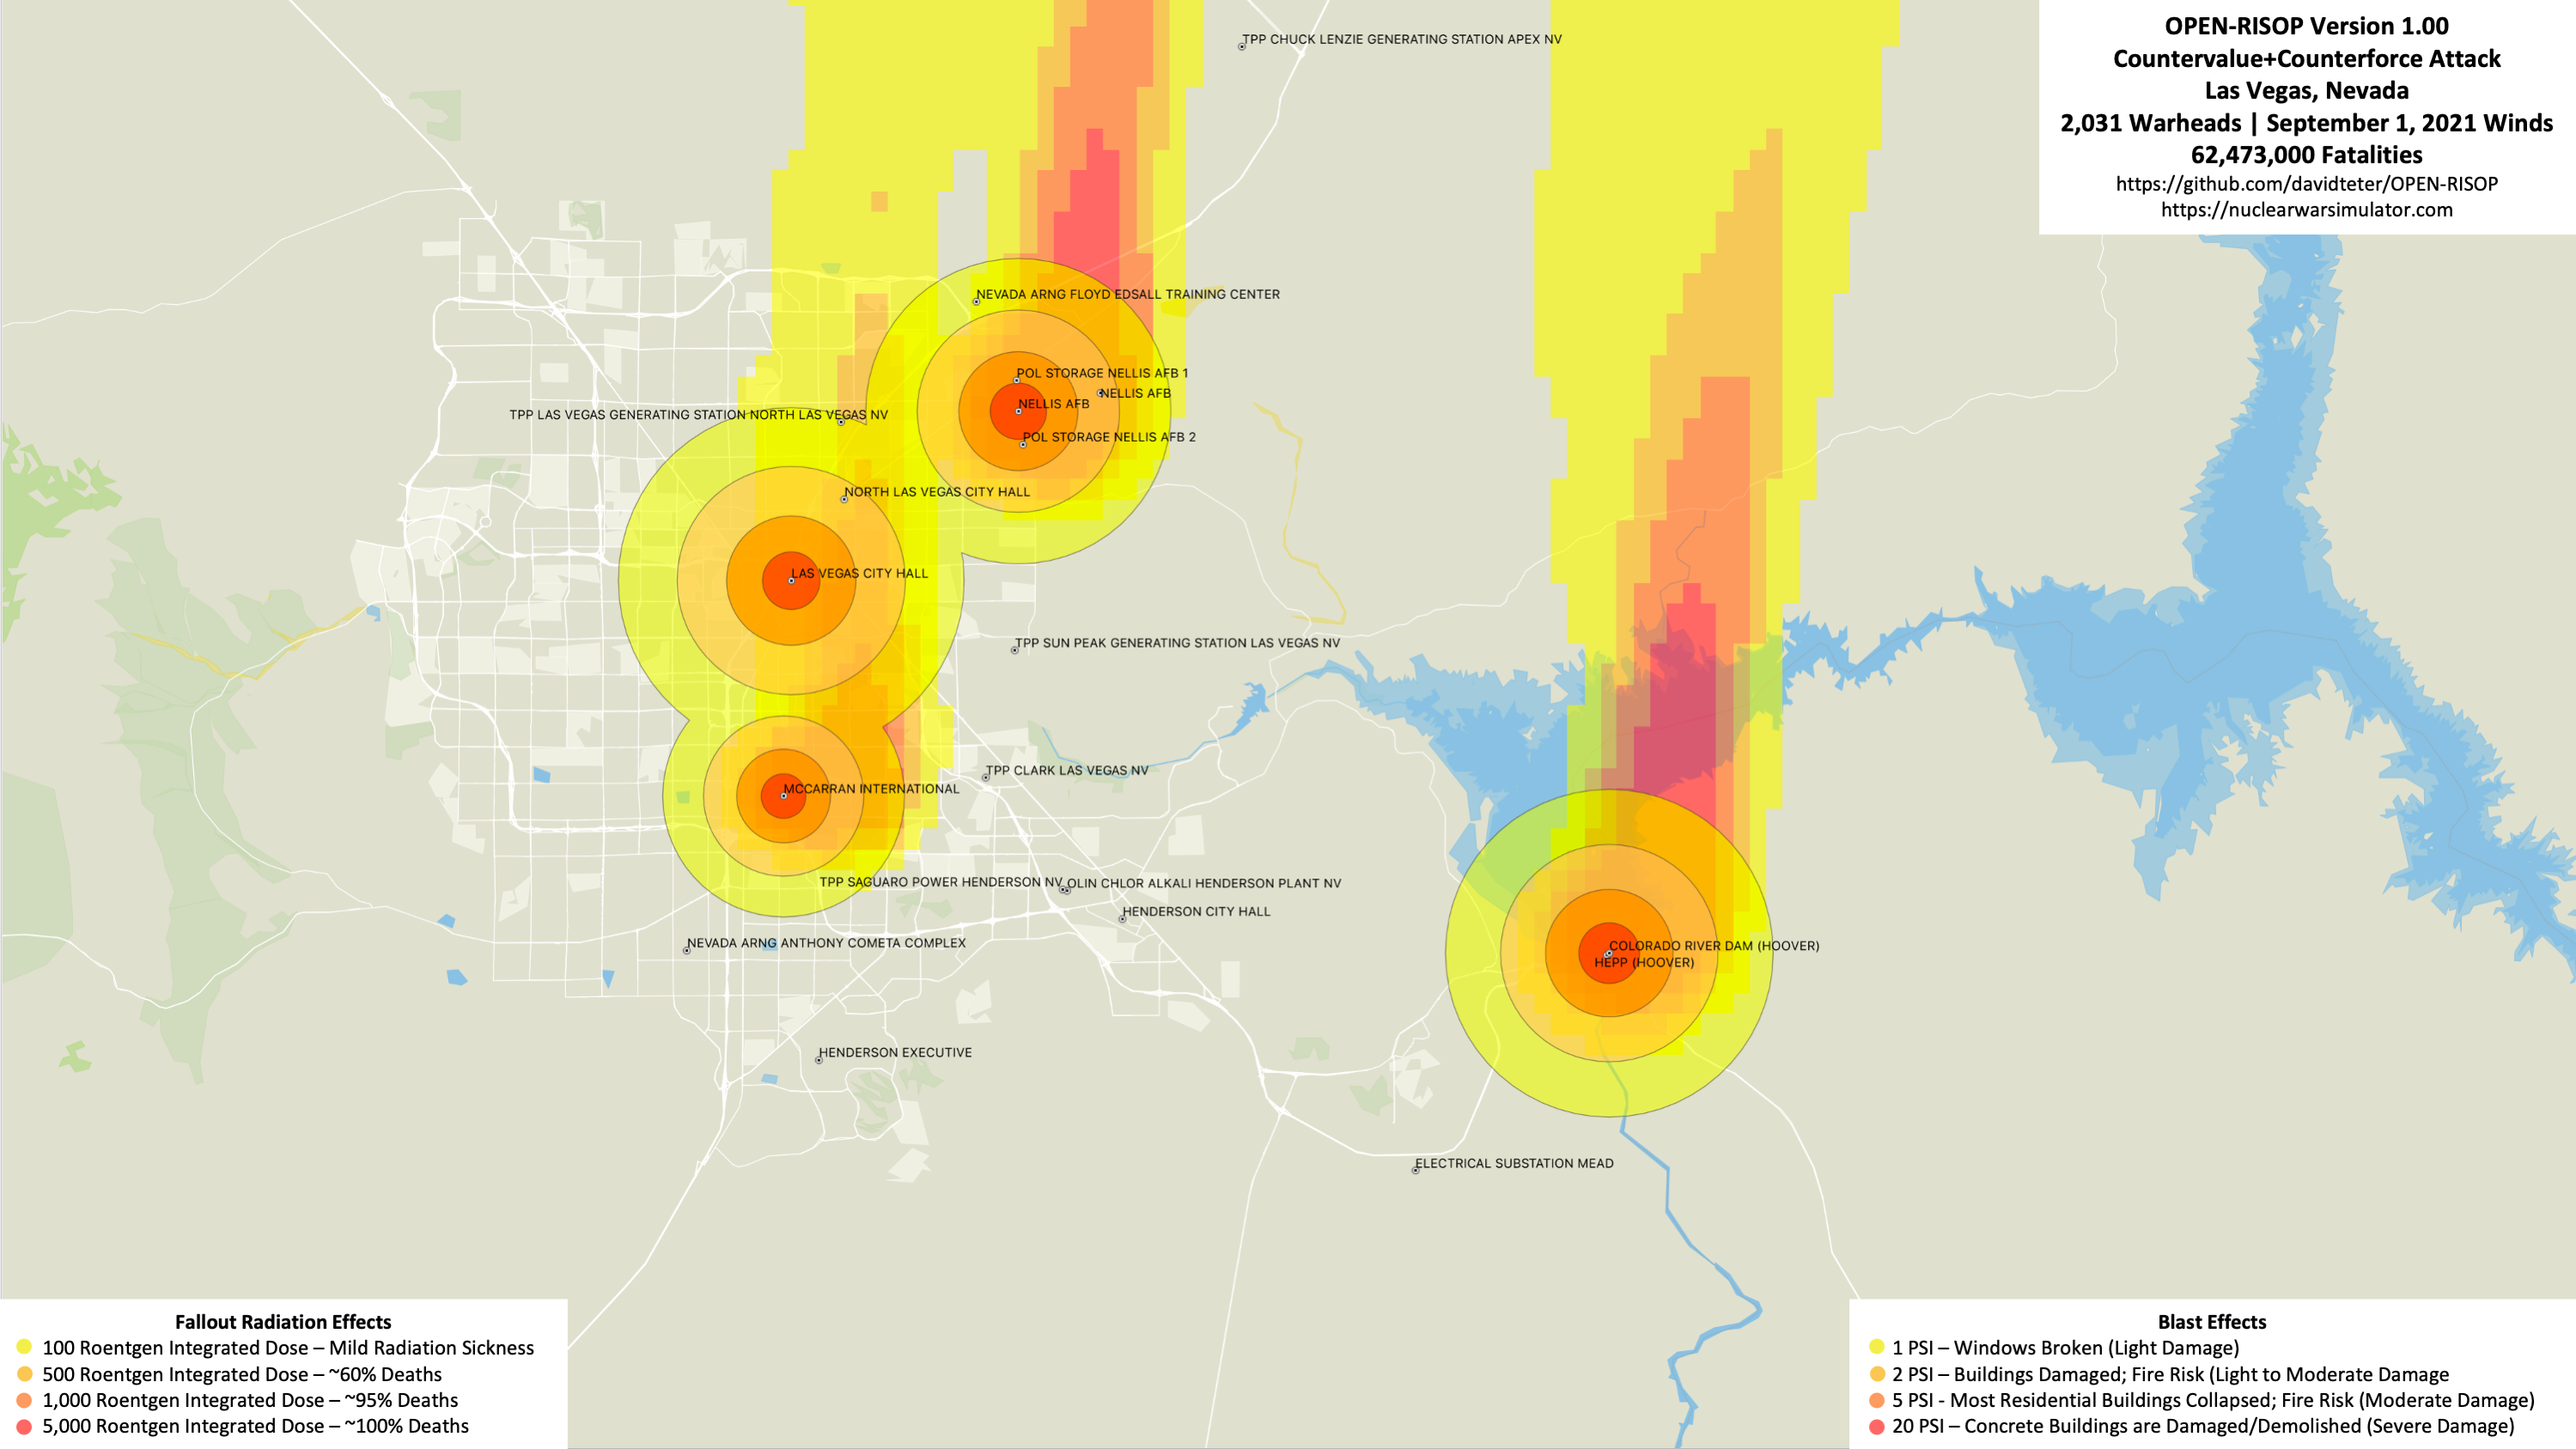 OPEN-RISOP Version 1.00
Countervalue+Counterforce Attack
Las Vegas, Nevada
2,031 Warheads | September 1, 2021 Winds
62,473,000 Fatalities
https://github.com/davidteter/OPEN-RISOP
https://nuclearwarsimulator.com
TPP CHUCK LENZIE GENERATING STATION APEX NV
NEVADA ARNG FLOYD EDSALL TRAINING CENTER
POL STORAGE NELLIS AFB 1
NELLIS AFB
NELLIS AFB
TPP LAS VEGAS GENERATING STATION NORTH LAS VEGAS NV
POL STORAGE NELLIS AFB 2
NORTH LAS VEGAS CITY HALL
LAS VEGAS CITY HALL
TPP SUN PEAK GENERATING STATION LAS VEGAS NV
TPP CLARK LAS VEGAS NV
MCCARRAN INTERNATIONAL
TPP SAGUARO POWER HENDERSON NV
OLIN CHLOR ALKALI HENDERSON PLANT NV
HENDERSON CITY HALL
NEVADA ARNG ANTHONY COMETA COMPLEX
COLORADO RIVER DAM (HOOVER)
HEPP (HOOVER)
HENDERSON EXECUTIVE
ELECTRICAL SUBSTATION MEAD
Fallout Radiation Effects
100 Roentgen Integrated Dose – Mild Radiation Sickness
500 Roentgen Integrated Dose – ~60% Deaths
1,000 Roentgen Integrated Dose – ~95% Deaths
5,000 Roentgen Integrated Dose – ~100% Deaths
Blast Effects
1 PSI – Windows Broken (Light Damage)
2 PSI – Buildings Damaged; Fire Risk (Light to Moderate Damage
5 PSI - Most Residential Buildings Collapsed; Fire Risk (Moderate Damage)
20 PSI – Concrete Buildings are Damaged/Demolished (Severe Damage)